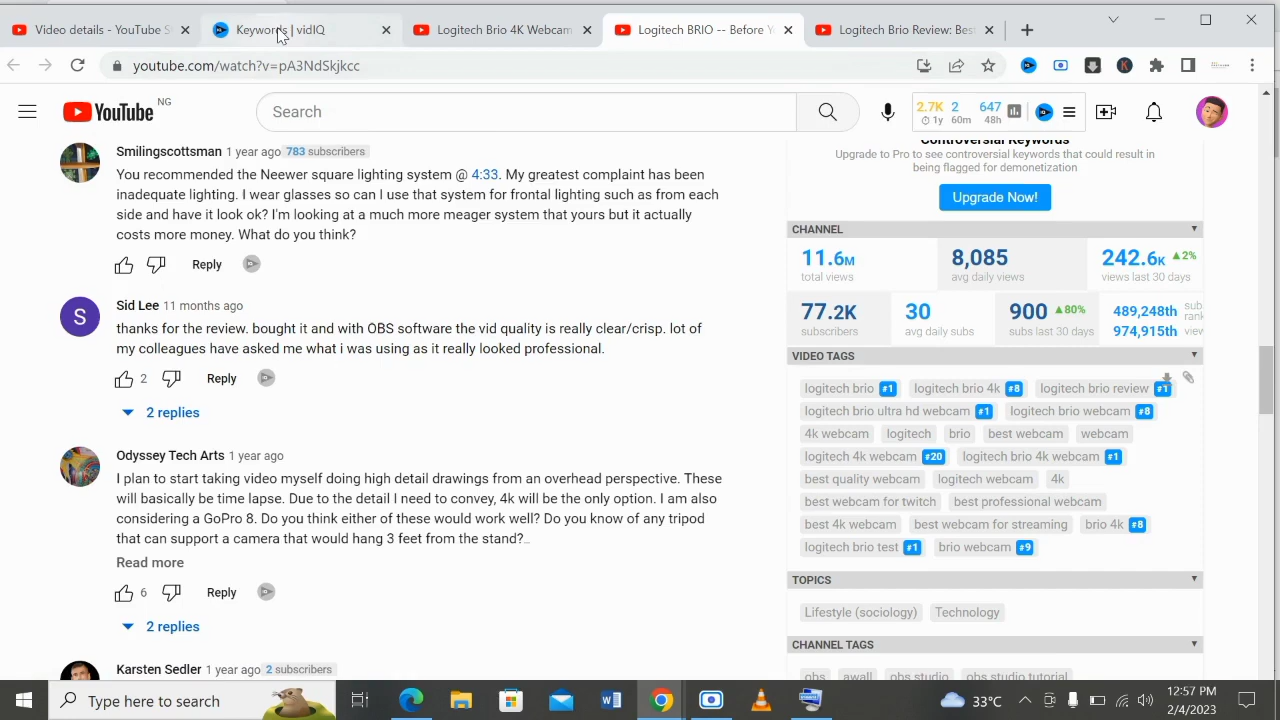 Video details - YouTube S
Keywords | vidIQ
Logitech Brio 4K Webcam
Logitech BRIO -- Before Y
Logitech Brio Review: Bes
youtube.com/watch?v=pA3NdSkjkcc
YouTube NG
Search
2.7K 2 647
1y 60m 48h
Smilingscottsman 1 year ago 783 subscribers
You recommended the Neewer square lighting system @ 4:33. My greatest complaint has been
inadequate lighting. I wear glasses so can I use that system for frontal lighting such as from each
side and have it look ok? I'm looking at a much more meager system that yours but it actually
costs more money. What do you think?
Reply
Sid Lee 11 months ago
thanks for the review. bought it and with OBS software the vid quality is really clear/crisp. lot of
my colleagues have asked me what i was using as it really looked professional.
2 Reply
2 replies
Odyssey Tech Arts 1 year ago
I plan to start taking video myself doing high detail drawings from an overhead perspective. These
will basically be time lapse. Due to the detail I need to convey, 4k will be the only option. I am also
considering a GoPro 8. Do you think either of these would work well? Do you know of any tripod
that can support a camera that would hang 3 feet from the stand?...
Read more
6 Reply
2 replies
Karsten Sedler 1 year ago 2 subscribers
Controversial Keywords
Upgrade to Pro to see controversial keywords that could result in
being flagged for demonetization
Upgrade Now!
CHANNEL
11.6M 8,085 242.6K 2%
total views avg daily views views last 30 days
77.2K 30 900 80% 489,248th sub rank
subscribers avg daily subs subs last 30 days 974,915th view
VIDEO TAGS
logitech brio #1 logitech brio 4k #8 logitech brio review #1
logitech brio ultra hd webcam #1 logitech brio webcam #8
4k webcam logitech brio best webcam webcam
logitech 4k webcam #20 logitech brio 4k webcam #1
best quality webcam logitech webcam 4k
best webcam for twitch best professional webcam
best 4k webcam best webcam for streaming brio 4k #8
logitech brio test #1 brio webcam #9
TOPICS
Lifestyle (sociology) Technology
CHANNEL TAGS
obs awall obs studio obs studio tutorial
Type here to search
33°C
12:57 PM
2/4/2023